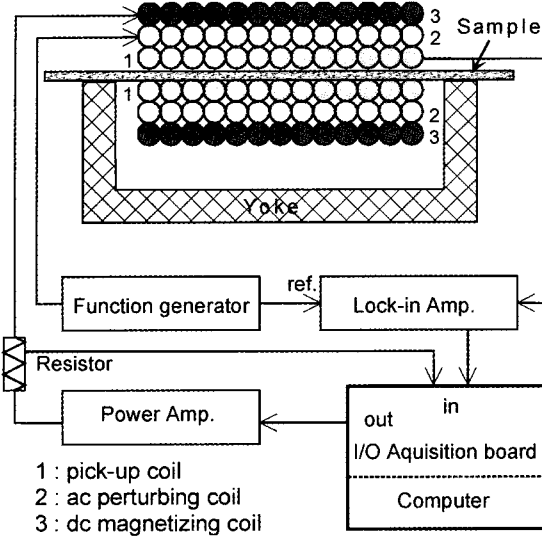 3
2
Sample
1
1
2
3
Yoke
Function generator
ref.
Lock-in Amp.
Resistor
Power Amp.
out
in
I/O Aquisition board
Computer
1 : pick-up coil
2 : ac perturbing coil
3 : dc magnetizing coil